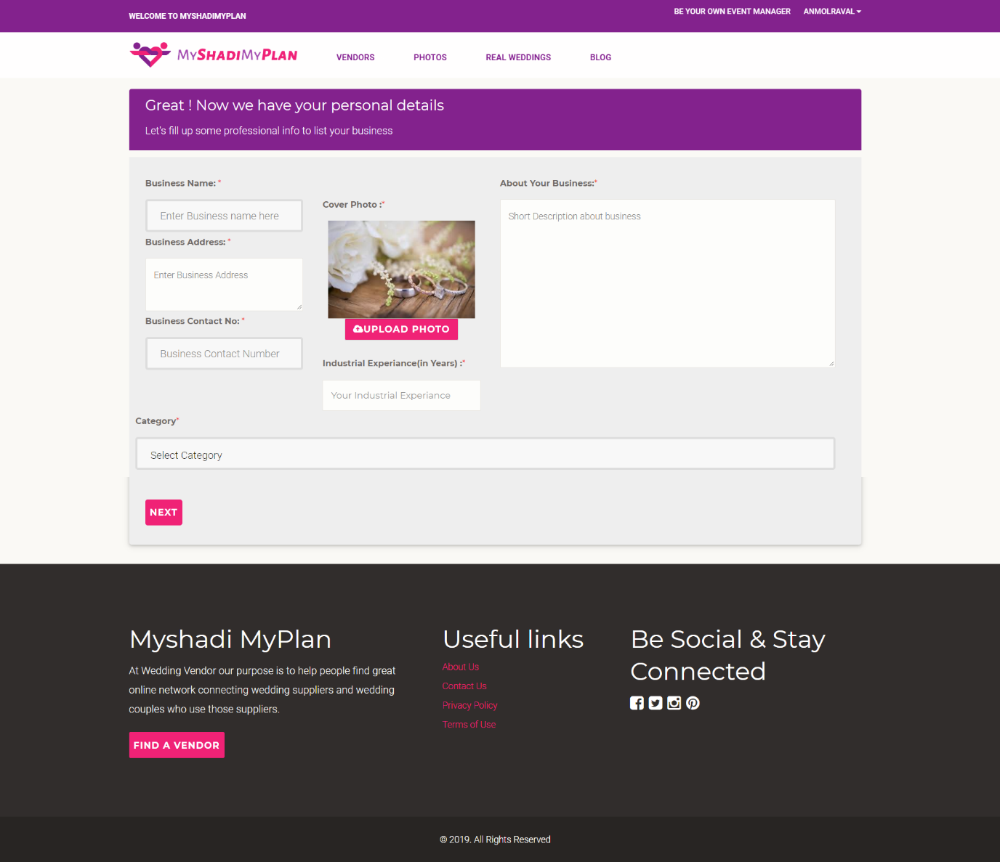 WELCOME TO MYSHADIMYPLAN
BE YOUR OWN EVENT MANAGER
ANMOLRAVAL
MYSHADIMYPLAN
VENDORS
PHOTOS
REAL WEDDINGS
BLOG
Great ! Now we have your personal details
Let's fill up some professional info to list your business
Business Name: *
Enter Business name here
Business Address: *
Enter Business Address
Business Contact No: *
Business Contact Number
Cover Photo :*
UPLOAD PHOTO
Industrial Experiance(in Years) :*
Your Industrial Experiance
About Your Business:*
Short Description about business
Category*
Select Category
NEXT
Myshadi MyPlan
At Wedding Vendor our purpose is to help people find great
online network connecting wedding suppliers and wedding
couples who use those suppliers.
FIND A VENDOR
Useful links
About Us
Contact Us
Privacy Policy
Terms of Use
Be Social & Stay
Connected
© 2019. All Rights Reserved